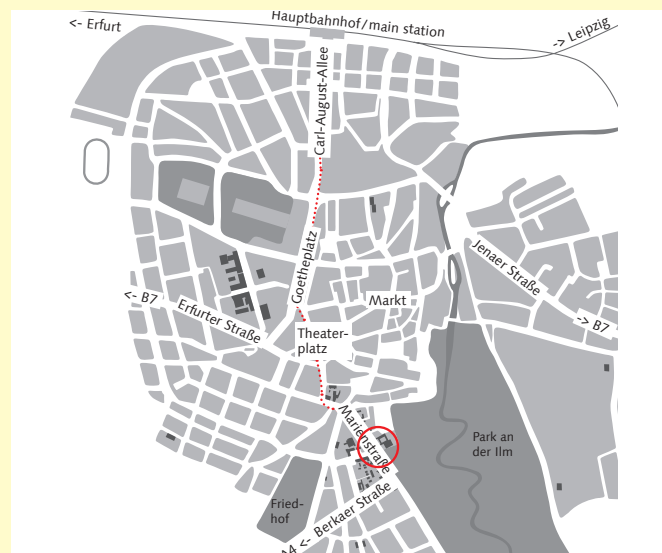 Hauptbahnhof/main station
<- Erfurt
-> Leipzig
Carl-August-Allee
Goetheplatz
Jenaer Straße
<- B7
Erfurter Straße
Markt
-> B7
Theater-
platz
Marienstraße
Park an
der Ilm
Fried-
hof
A4 <- Berkaer Straße